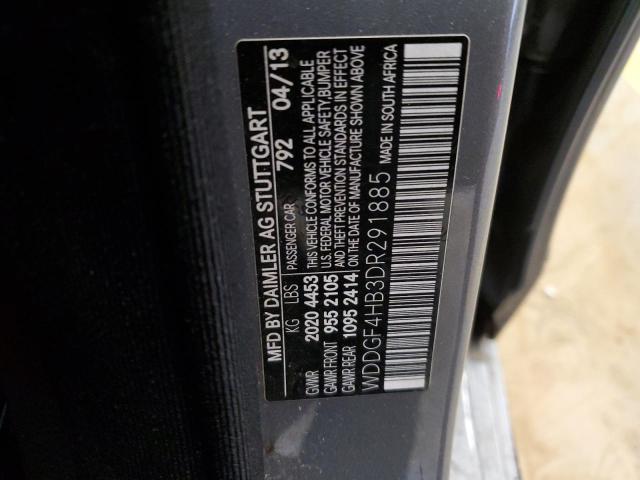 MFD BY DAIMLER AG STUTTGART
792 04/13
KG LBS PASSENGER CAR
GVWR 2020 4453
GAWR FRONT 955 2105
GAWR REAR 1095 2414
THIS VEHICLE CONFORMS TO ALL APPLICABLE
U.S. FEDERAL MOTOR VEHICLE SAFETY,BUMPER
AND THEFT PREVENTION STANDARDS IN EFFECT
ON THE DATE OF MANUFACTURE SHOWN ABOVE
WDDGF4HB3DR291885
MADE IN SOUTH AFRICA